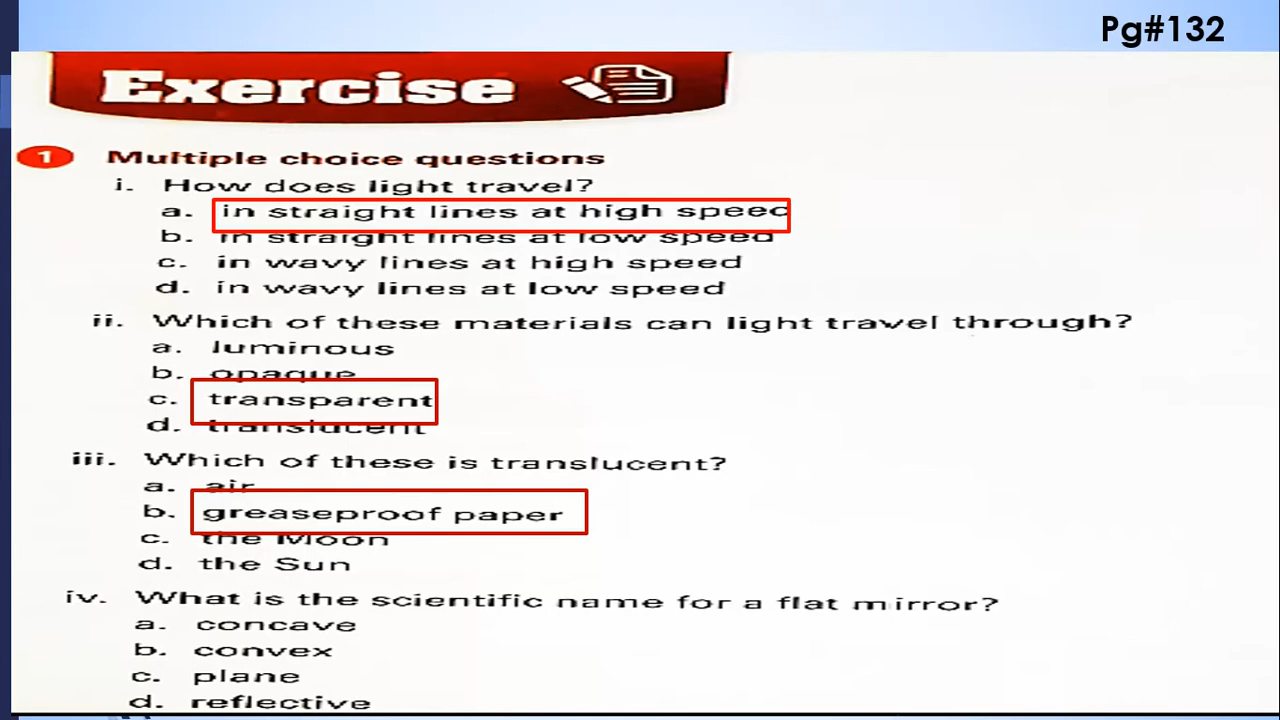 Pg#132
Exercise
1 Multiple choice questions
i. How does light travel?
a. in straight lines at high speed
b. in straight lines at low speed
c. in wavy lines at high speed
d. in wavy lines at low speed
ii. Which of these materials can light travel through?
a. luminous
b. opaque
c. transparent
d. translucent
iii. Which of these is translucent?
a. air
b. greaseproof paper
c. the Moon
d. the Sun
iv. What is the scientific name for a flat mirror?
a. concave
b. convex
c. plane
d. reflective